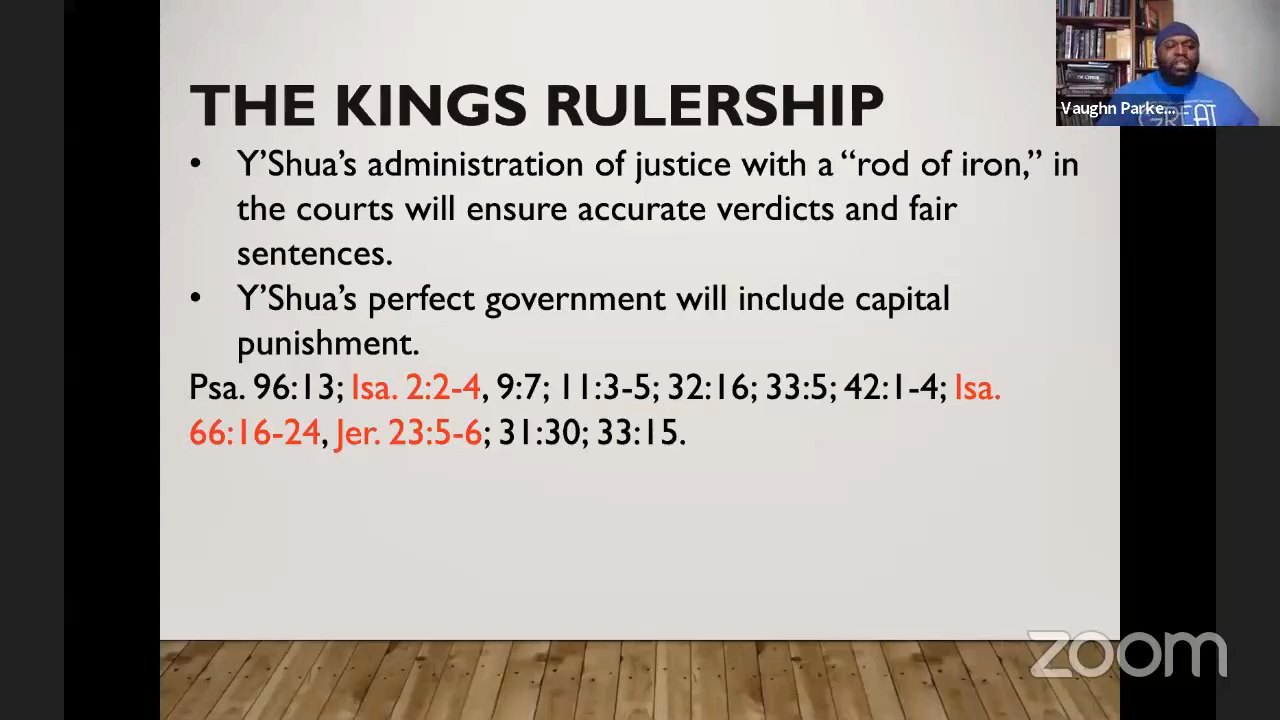 THE KINGS RULERSHIP
• Y’Shua’s administration of justice with a “rod of iron,” in
the courts will ensure accurate verdicts and fair
sentences.
• Y’Shua’s perfect government will include capital
punishment.
Psa. 96:13; Isa. 2:2-4, 9:7; 11:3-5; 32:16; 33:5; 42:1-4; Isa.
66:16-24, Jer. 23:5-6; 31:30; 33:15.
Vaughn Parke...
zoom